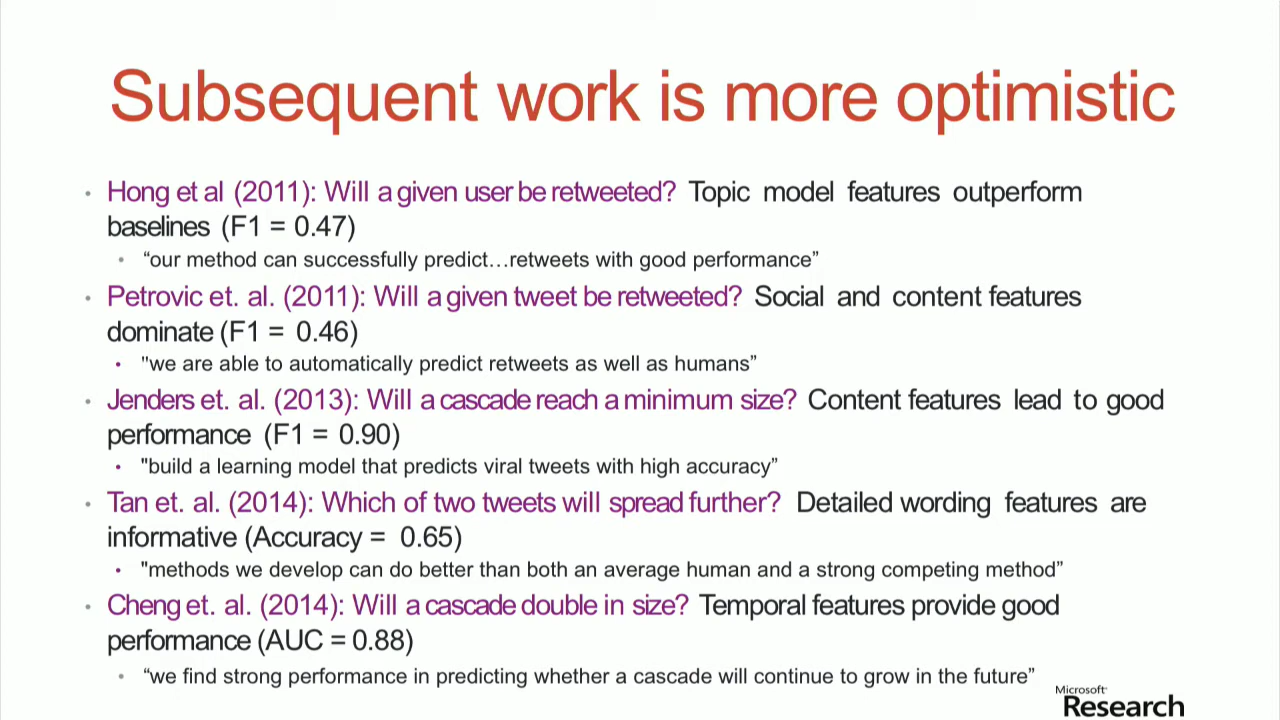 Subsequent work is more optimistic
• Hong et al (2011): Will a given user be retweeted? Topic model features outperform
baselines (F1 = 0.47)
• “our method can successfully predict…retweets with good performance”
• Petrovic et. al. (2011): Will a given tweet be retweeted? Social and content features
dominate (F1 = 0.46)
• "we are able to automatically predict retweets as well as humans”
• Jenders et. al. (2013): Will a cascade reach a minimum size? Content features lead to good
performance (F1 = 0.90)
• "build a learning model that predicts viral tweets with high accuracy”
• Tan et. al. (2014): Which of two tweets will spread further? Detailed wording features are
informative (Accuracy = 0.65)
• "methods we develop can do better than both an average human and a strong competing method”
• Cheng et. al. (2014): Will a cascade double in size? Temporal features provide good
performance (AUC = 0.88)
• “we find strong performance in predicting whether a cascade will continue to grow in the future”
Microsoft
Research